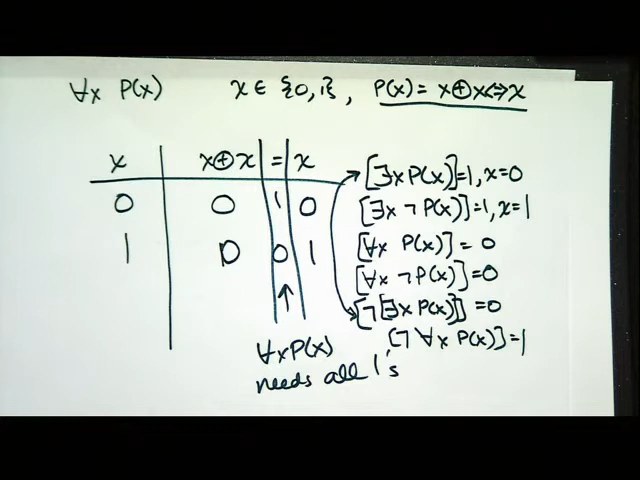 ∀x P(x) x ∈ {0,1}, P(x) = x⊕x⇔x
x x⊕x = x
0 0 1 0
1 0 0 1
[∃x P(x)]=1, x=0
[∃x ¬P(x)]=1, x=1
[∀x P(x)] = 0
[∀x ¬P(x)]=0
[¬[∃x P(x)]] = 0
[¬ ∀x P(x)]=1
↑
∀x P(x)
needs all 1's